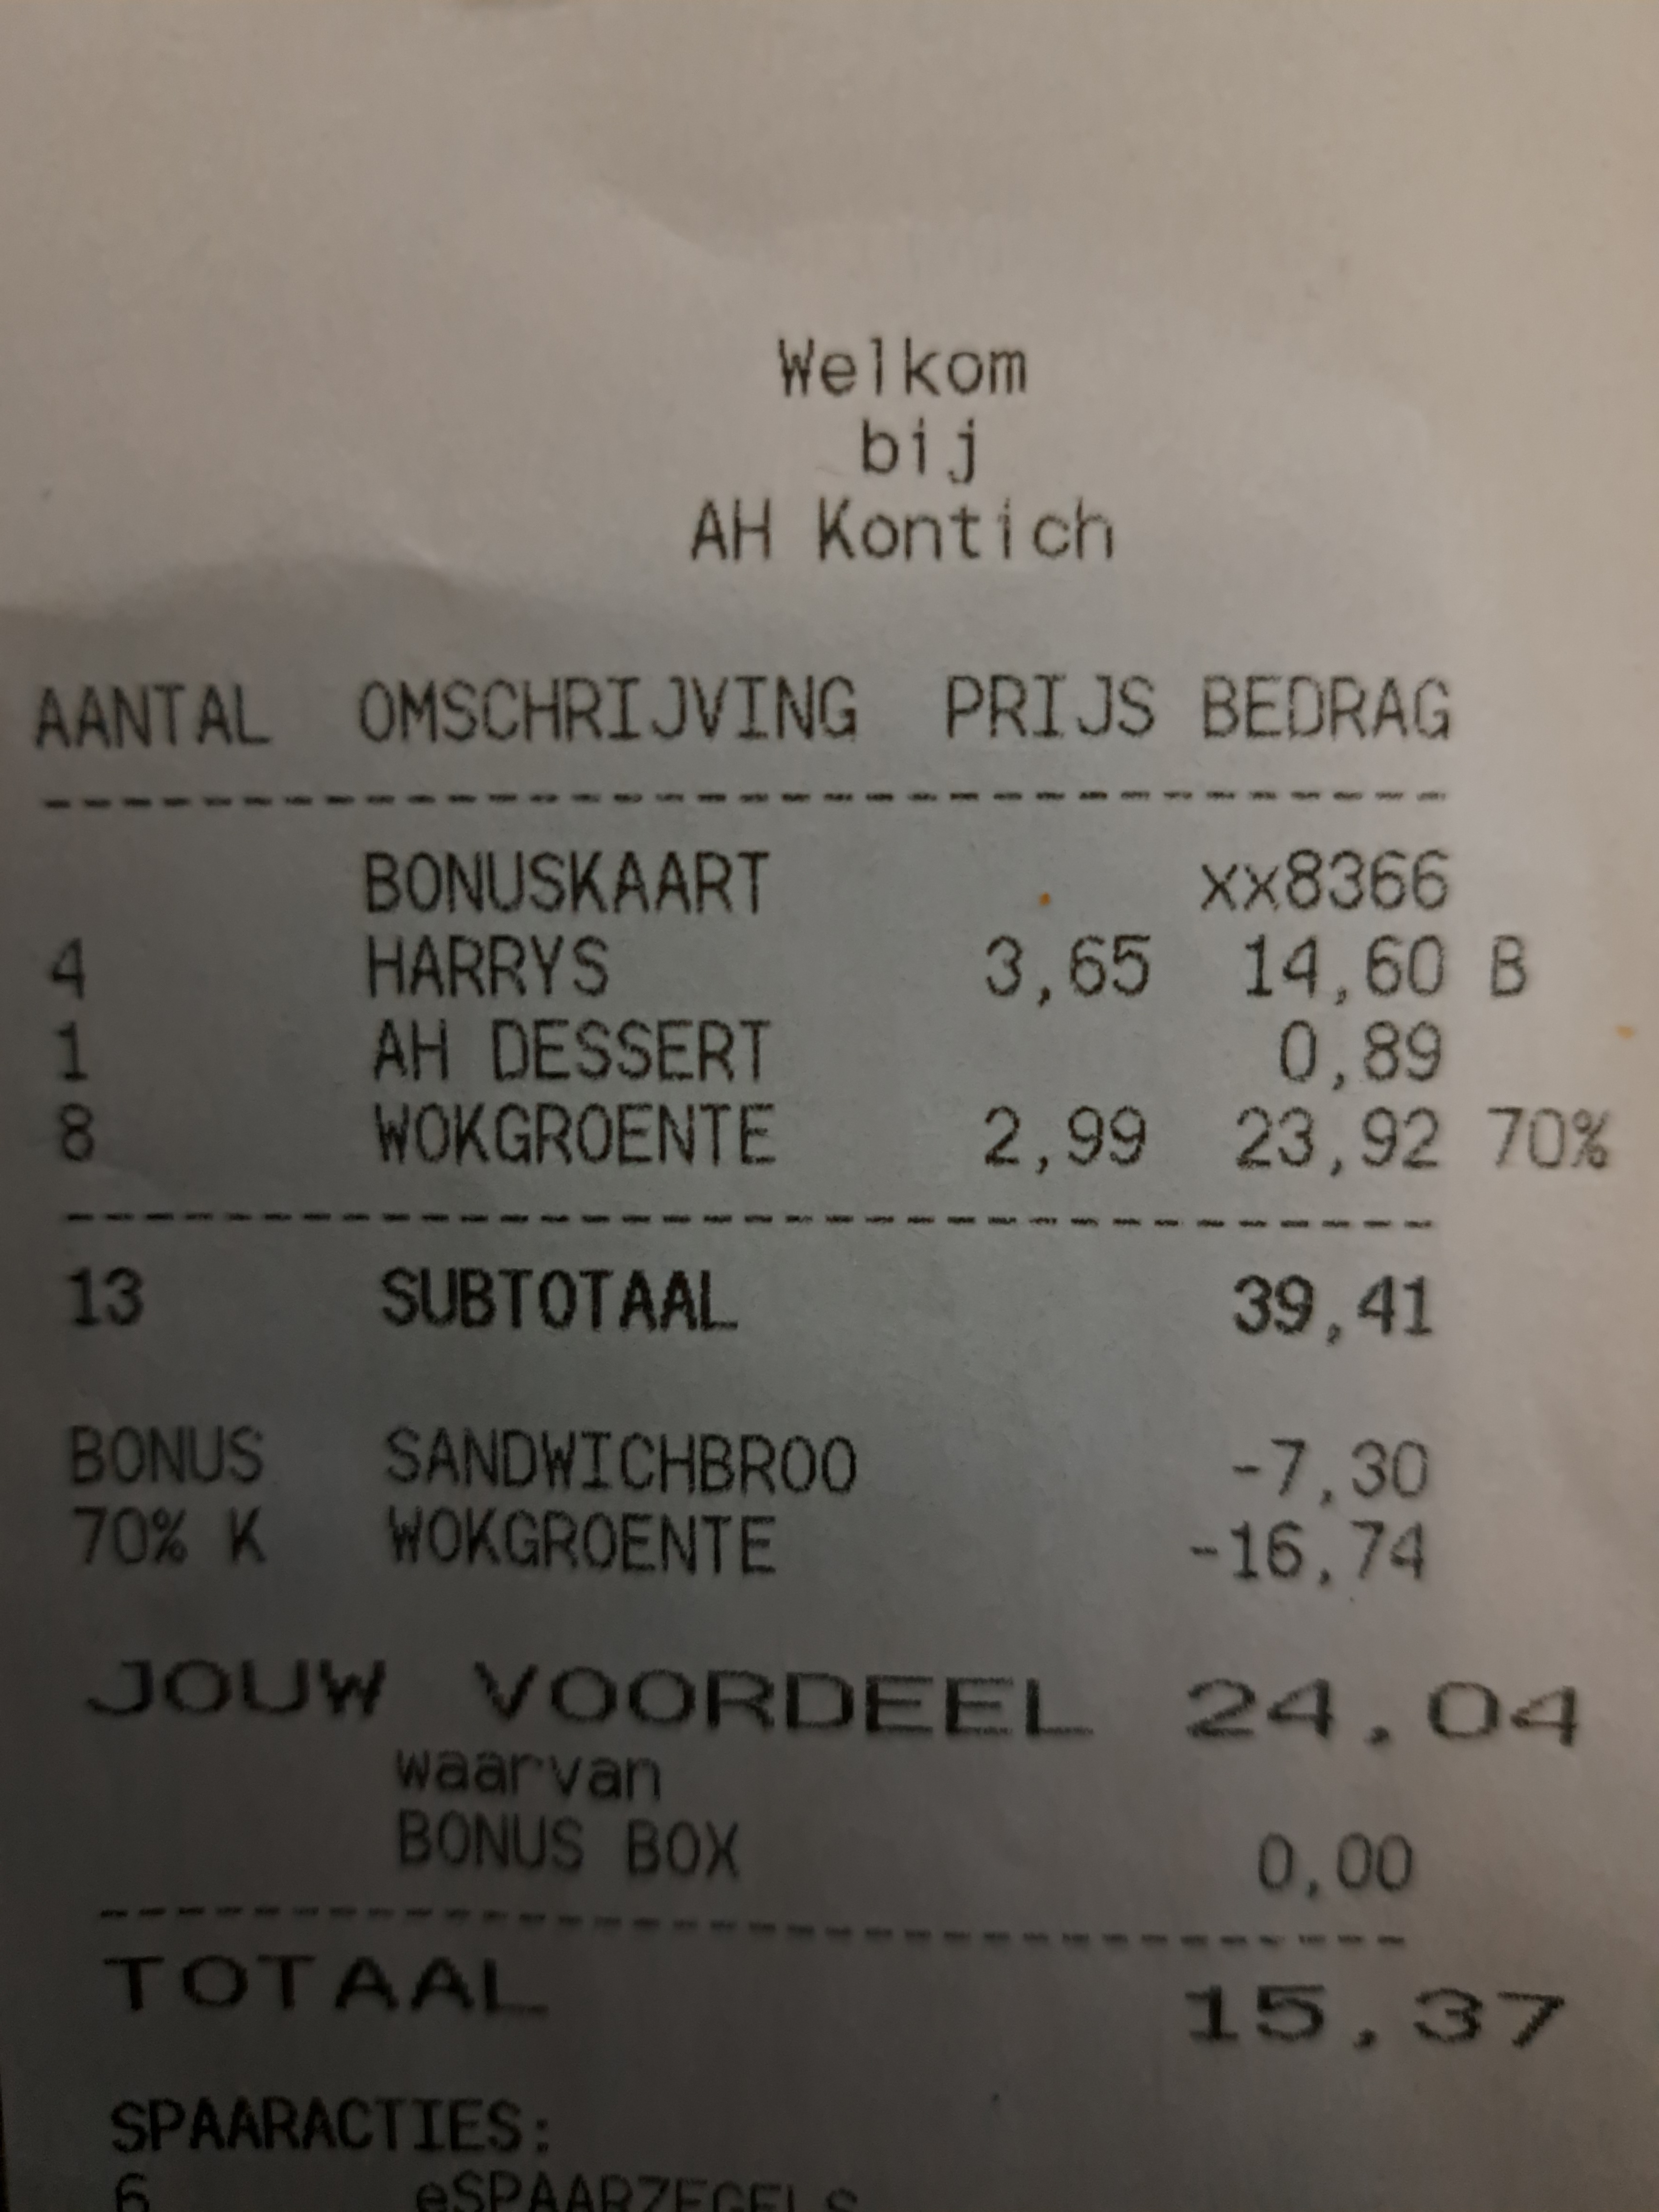 Welkom
bij
AH Kontich
AANTAL OMSCHRIJVING PRIJS BEDRAG
--------------------------------
BONUSKAART xx8366
4 HARRYS 3,65 14,60 B
1 AH DESSERT 0,89
8 WOKGROENTE 2,99 23,92 70%
--------------------------------
13 SUBTOTAAL 39,41
BONUS SANDWICHBROO -7,30
70% K WOKGROENTE -16,74
JOUW VOORDEEL 24,04
waarvan
BONUS BOX 0,00
--------------------------------
TOTAAL 15,37
SPAARACTIES:
6 eSPAARZEGELS